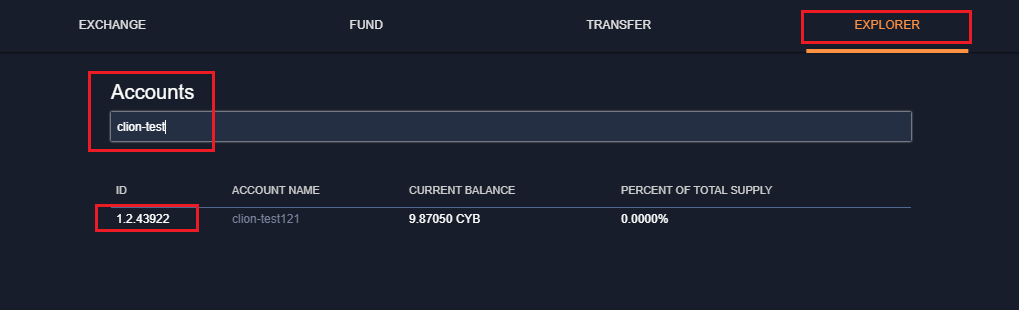 EXCHANGE FUND TRANSFER EXPLORER
Accounts
clion-test
ID ACCOUNT NAME CURRENT BALANCE PERCENT OF TOTAL SUPPLY
1.2.43922 clion-test121 9.87050 CYB 0.0000%